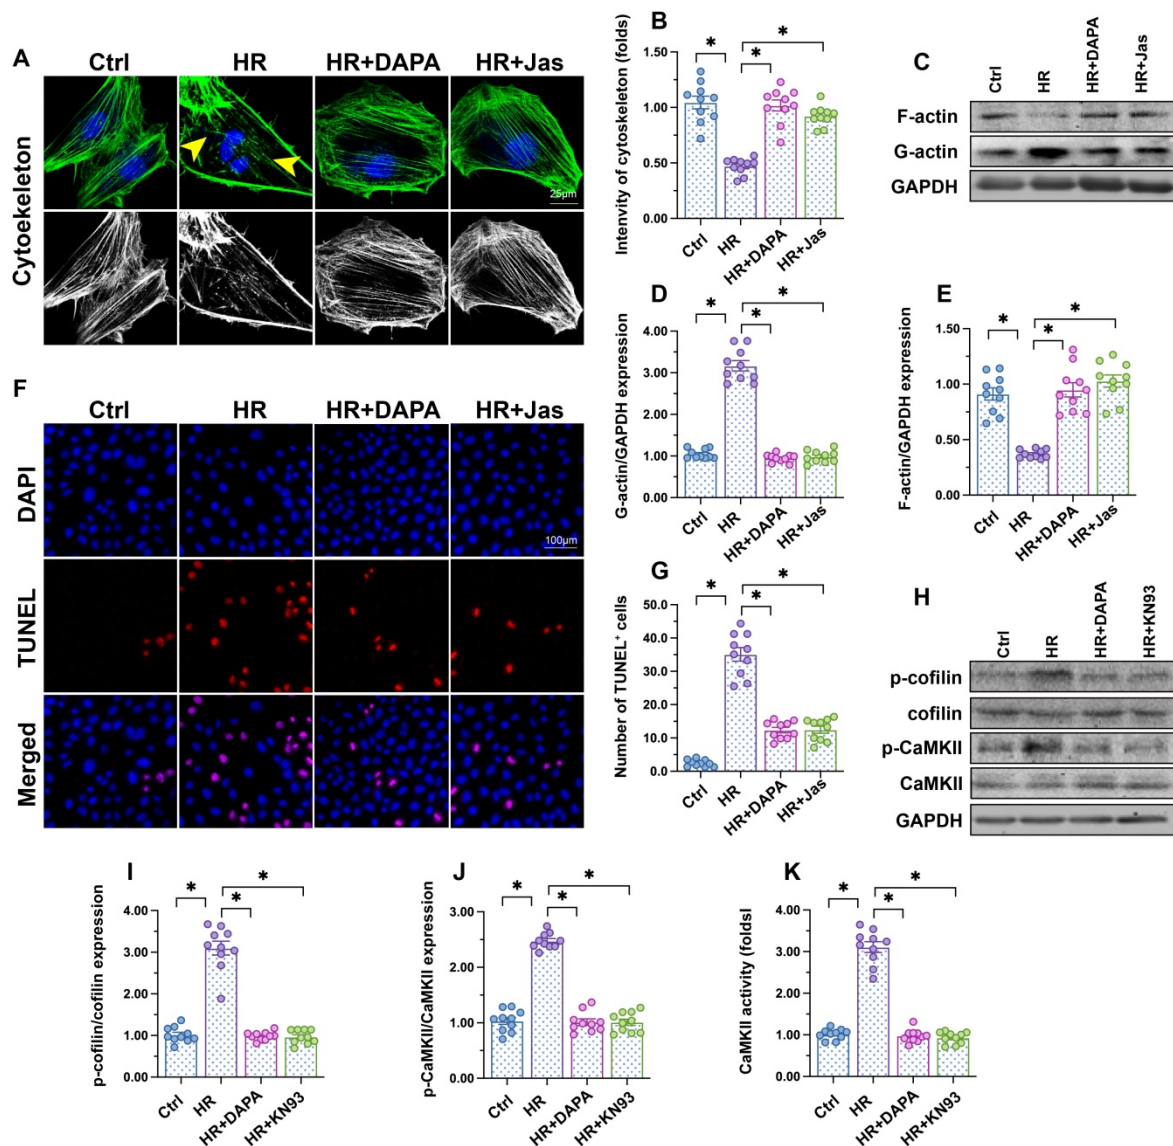 A
Ctrl
HR
HR+DAPA
HR+Jas
Cytoekeleton
25μm
B
Intenvity of cytoskeleton (folds)
1.50
1.00
0.50
0.00
*
*
*
Ctrl
HR
HR+DAPA
HR+Jas
C
Ctrl
HR
HR+DAPA
HR+Jas
F-actin
G-actin
GAPDH
D
G-actin/GAPDH expression
4.00
3.00
2.00
1.00
0.00
*
*
*
Ctrl
HR
HR+DAPA
HR+Jas
E
F-actin/GAPDH expression
1.50
1.00
0.50
0.00
*
*
*
Ctrl
HR
HR+DAPA
HR+Jas
F
Ctrl
HR
HR+DAPA
HR+Jas
DAPI
TUNEL
Merged
100μm
G
Number of TUNEL+ cells
50.0
40.0
30.0
20.0
10.0
0.0
*
*
*
Ctrl
HR
HR+DAPA
HR+Jas
H
Ctrl
HR
HR+DAPA
HR+KN93
p-cofilin
cofilin
p-CaMKII
CaMKII
GAPDH
I
p-cofilin/cofilin expression
4.00
3.00
2.00
1.00
0.00
*
*
*
Ctrl
HR
HR+DAPA
HR+KN93
J
p-CaMKII/CaMKII expression
3.00
2.00
1.00
0.00
*
*
*
Ctrl
HR
HR+DAPA
HR+KN93
K
CaMKII activity (foldsl
4.00
3.00
2.00
1.00
0.00
*
*
*
Ctrl
HR
HR+DAPA
HR+KN93